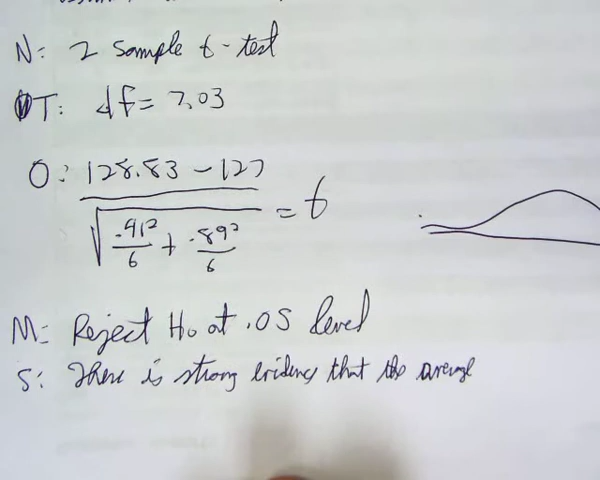 N: 2 Sample t-test
T: df = 7.03
O: 128.83 - 127
√ .41² / 6 + .89² / 6 = t
M: Reject H₀ at .05 level
S: There is strong evidence that the average